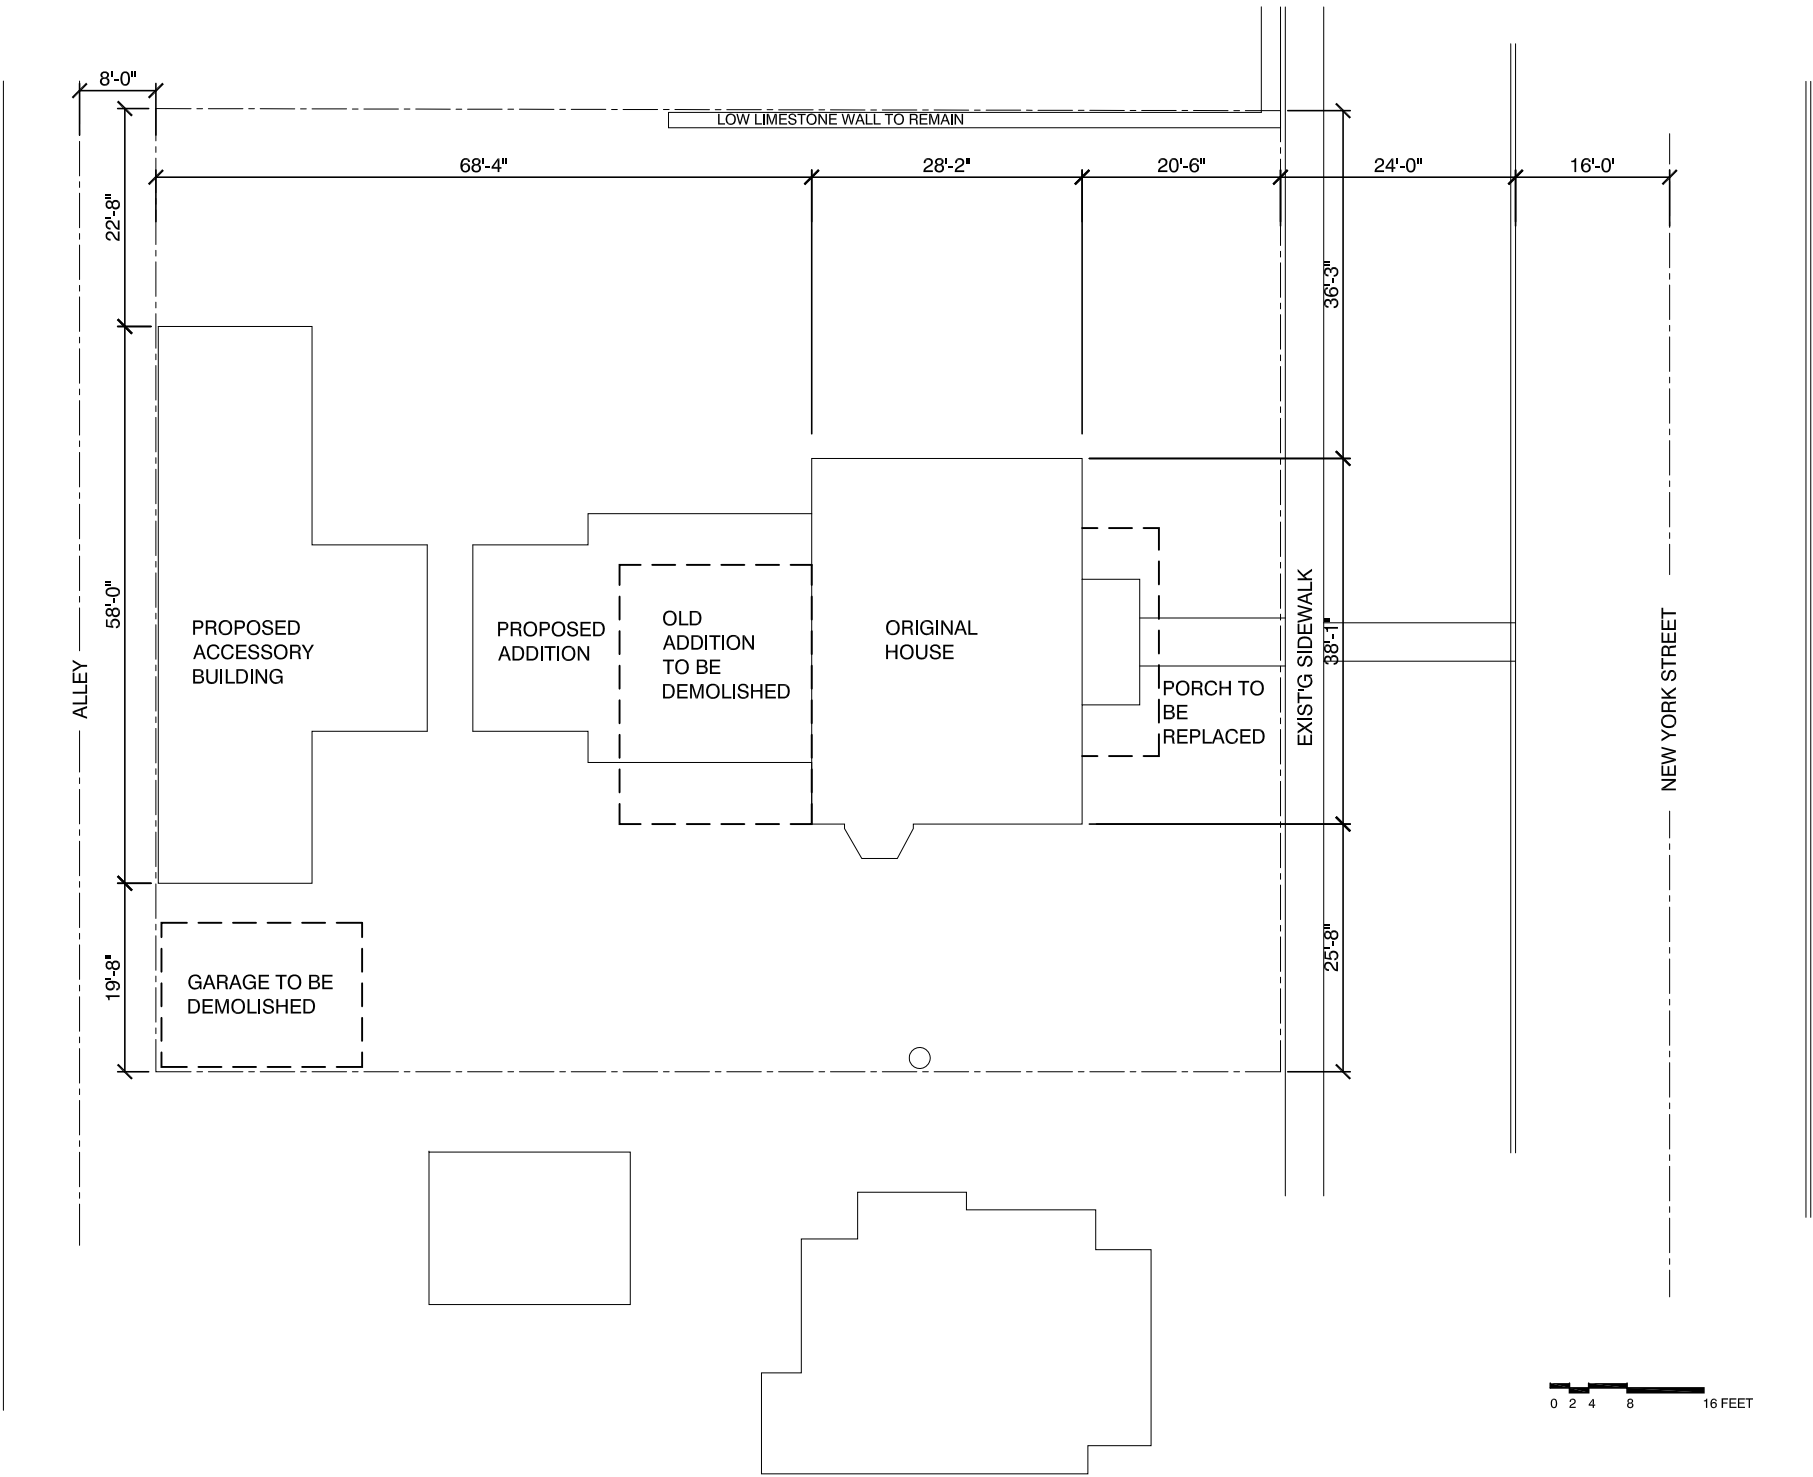 8'-0"
LOW LIMESTONE WALL TO REMAIN
68'-4"
28'-2"
20'-6"
24'-0"
16'-0'
22'-8"
36'-3"
58'-0"
PROPOSED
ACCESSORY
BUILDING
PROPOSED
ADDITION
OLD
ADDITION
TO BE
DEMOLISHED
ORIGINAL
HOUSE
PORCH TO
BE
REPLACED
EXIST'G SIDEWALK
38'-1"
ALLEY
NEW YORK STREET
19'-8"
GARAGE TO BE
DEMOLISHED
25'-8"
0 2 4 8 16 FEET